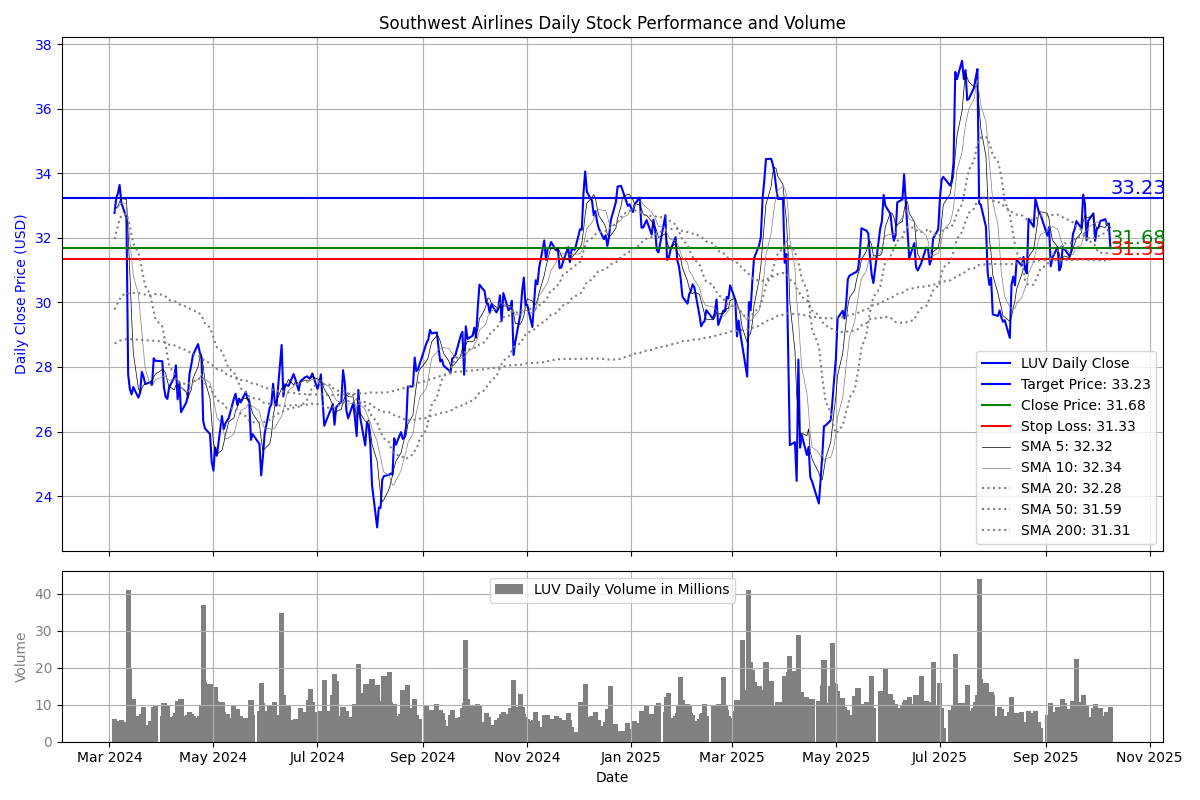 Southwest Airlines Daily Stock Performance and Volume
Daily Close Price (USD)
38
36
34
32
30
28
26
24
33.23
31.68
31.33
LUV Daily Close
Target Price: 33.23
Close Price: 31.68
Stop Loss: 31.33
SMA 5: 32.32
SMA 10: 32.34
SMA 20: 32.28
SMA 50: 31.59
SMA 200: 31.31
Volume
40
30
20
10
0
LUV Daily Volume in Millions
Mar 2024 May 2024 Jul 2024 Sep 2024 Nov 2024 Jan 2025 Mar 2025 May 2025 Jul 2025 Sep 2025 Nov 2025
Date